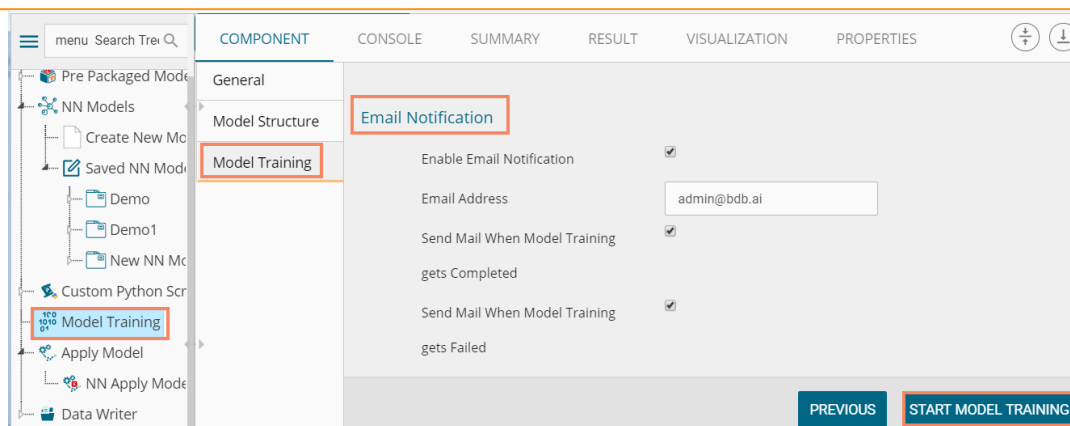 menu Search Tre
COMPONENT
CONSOLE
SUMMARY
RESULT
VISUALIZATION
PROPERTIES
Pre Packaged Mode
NN Models
Create New Mo
Saved NN Mode
Demo
Demo1
New NN Mo
Custom Python Scr
Model Training
Apply Model
NN Apply Mode
Data Writer
General
Model Structure
Model Training
Email Notification
Enable Email Notification
Email Address
admin@bdb.ai
Send Mail When Model Training
gets Completed
Send Mail When Model Training
gets Failed
PREVIOUS
START MODEL TRAINING